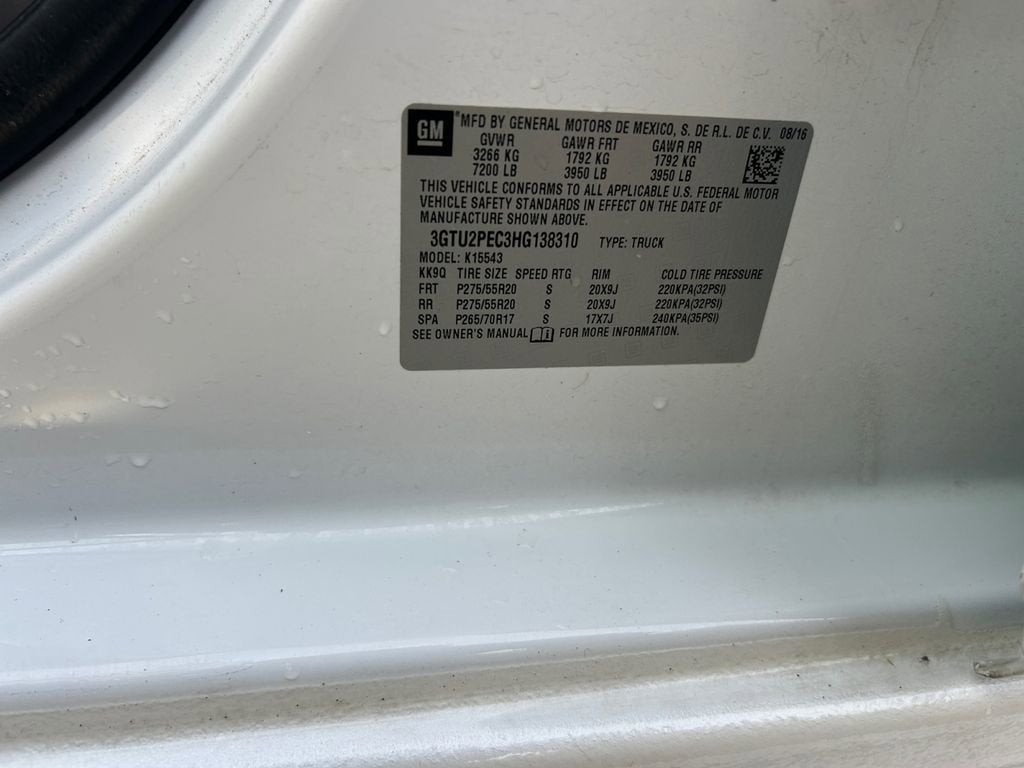 GM *MFD BY GENERAL MOTORS DE MEXICO, S. DE R.L. DE C.V. 08/16
GVWR GAWR FRT GAWR RR
3266 KG 1792 KG 1792 KG
7200 LB 3950 LB 3950 LB
THIS VEHICLE CONFORMS TO ALL APPLICABLE U.S. FEDERAL MOTOR
VEHICLE SAFETY STANDARDS IN EFFECT ON THE DATE OF
MANUFACTURE SHOWN ABOVE.
3GTU2PEC3HG138310 TYPE: TRUCK
MODEL: K15543
KK9Q TIRE SIZE SPEED RTG RIM COLD TIRE PRESSURE
FRT P275/55R20 S 20X9J 220KPA(32PSI)
RR P275/55R20 S 20X9J 220KPA(32PSI)
SPA P265/70R17 S 17X7J 240KPA(35PSI)
SEE OWNER'S MANUAL FOR MORE INFORMATION.